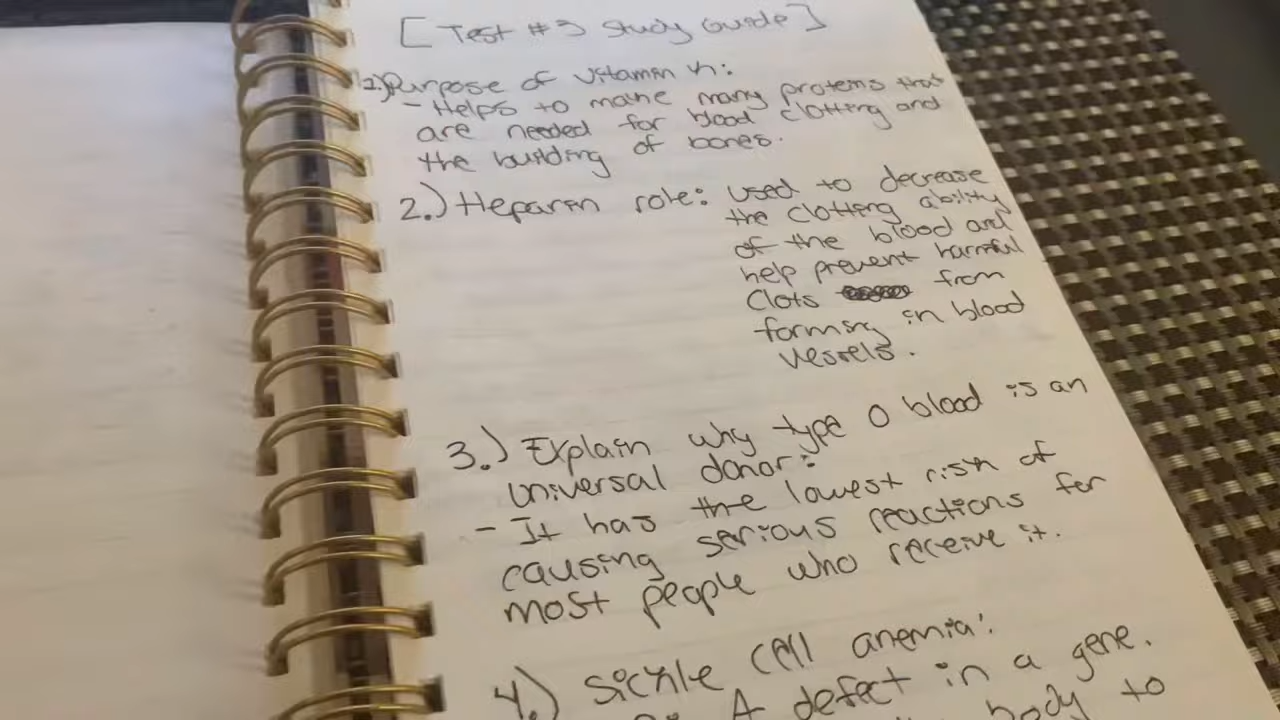 [Test #3 Study Guide]
1.) Purpose of vitamin K:
- Helps to make many proteins that
are needed for blood clotting and
the building of bones.
2.) Heparin role: used to decrease
the clotting ability
of the blood and
help prevent harmful
clots from
forming in blood
vessels.
3.) Explain why type O blood is an
universal donor:
- It has the lowest risk of
causing serious reactions for
most people who receive it.
4.) Sickle cell anemia:
A defect in a gene.
body to